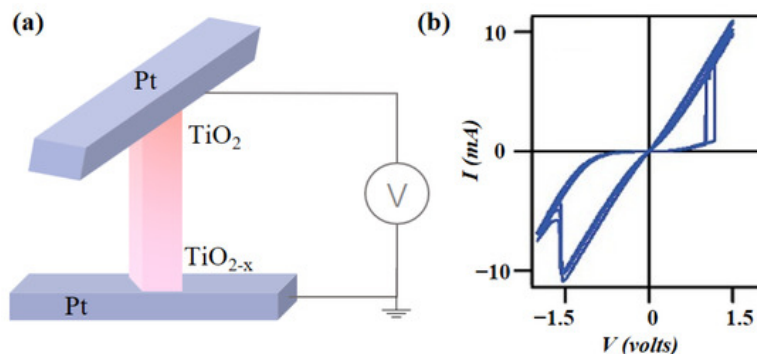 (a)
Pt
TiO₂
V
TiO₂₋ₓ
Pt
(b)
10
I (mA)
0
−10
−1.5 0 1.5
V (volts)